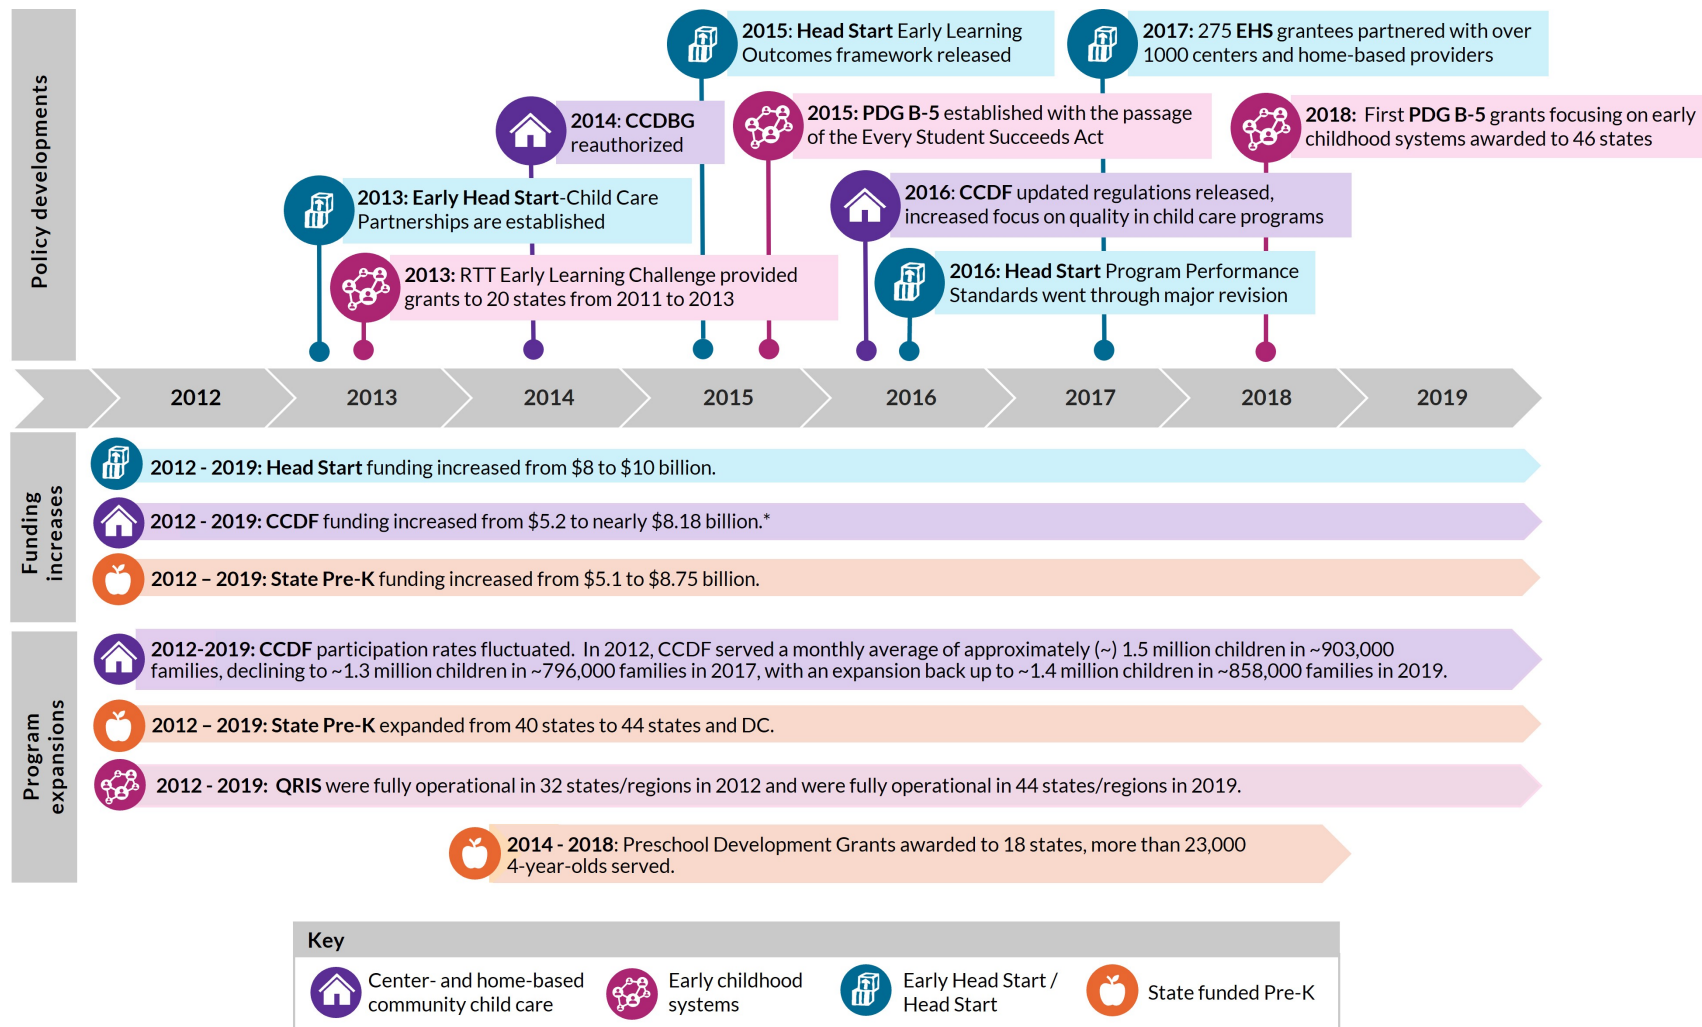 Policy developments
2015: Head Start Early Learning
Outcomes framework released
2017: 275 EHS grantees partnered with over
1000 centers and home-based providers
2014: CCDBG
reauthorized
2015: PDG B-5 established with the passage
of the Every Student Succeeds Act
2018: First PDG B-5 grants focusing on early
childhood systems awarded to 46 states
2013: Early Head Start-Child Care
Partnerships are established
2016: CCDF updated regulations released,
increased focus on quality in child care programs
2013: RTT Early Learning Challenge provided
grants to 20 states from 2011 to 2013
2016: Head Start Program Performance
Standards went through major revision
2012
2013
2014
2015
2016
2017
2018
2019
Funding
increases
2012 - 2019: Head Start funding increased from $8 to $10 billion.
2012 - 2019: CCDF funding increased from $5.2 to nearly $8.18 billion.*
2012 – 2019: State Pre-K funding increased from $5.1 to $8.75 billion.
Program
expansions
2012-2019: CCDF participation rates fluctuated. In 2012, CCDF served a monthly average of approximately (~) 1.5 million children in ~903,000
families, declining to ~1.3 million children in ~796,000 families in 2017, with an expansion back up to ~1.4 million children in ~858,000 families in 2019.
2012 – 2019: State Pre-K expanded from 40 states to 44 states and DC.
2012 - 2019: QRIS were fully operational in 32 states/regions in 2012 and were fully operational in 44 states/regions in 2019.
2014 - 2018: Preschool Development Grants awarded to 18 states, more than 23,000
4-year-olds served.
Key
Center- and home-based
community child care
Early childhood
systems
Early Head Start /
Head Start
State funded Pre-K